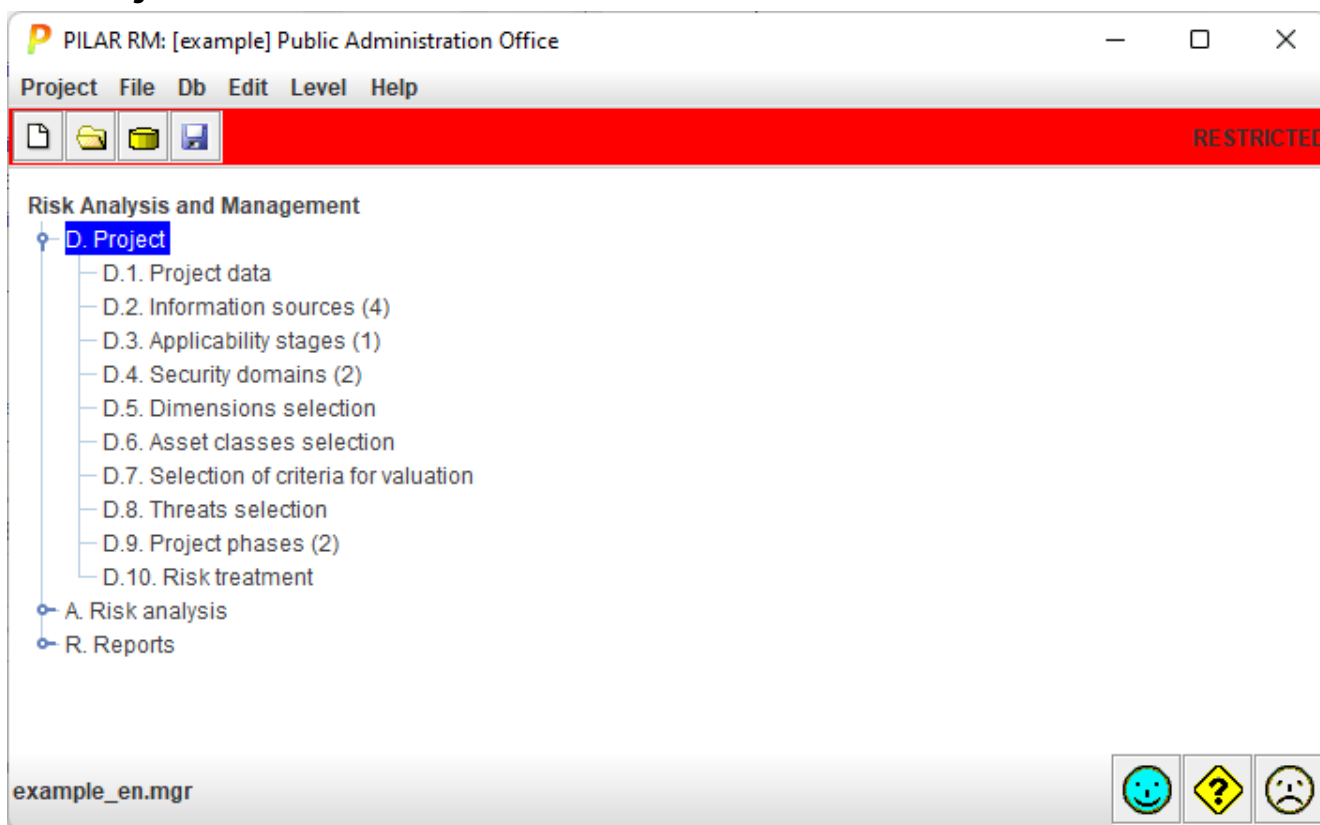 PILAR RM: [example] Public Administration Office
Project File Db Edit Level Help
RESTRICTED
Risk Analysis and Management
D. Project
D.1. Project data
D.2. Information sources (4)
D.3. Applicability stages (1)
D.4. Security domains (2)
D.5. Dimensions selection
D.6. Asset classes selection
D.7. Selection of criteria for valuation
D.8. Threats selection
D.9. Project phases (2)
D.10. Risk treatment
A. Risk analysis
R. Reports
example_en.mgr